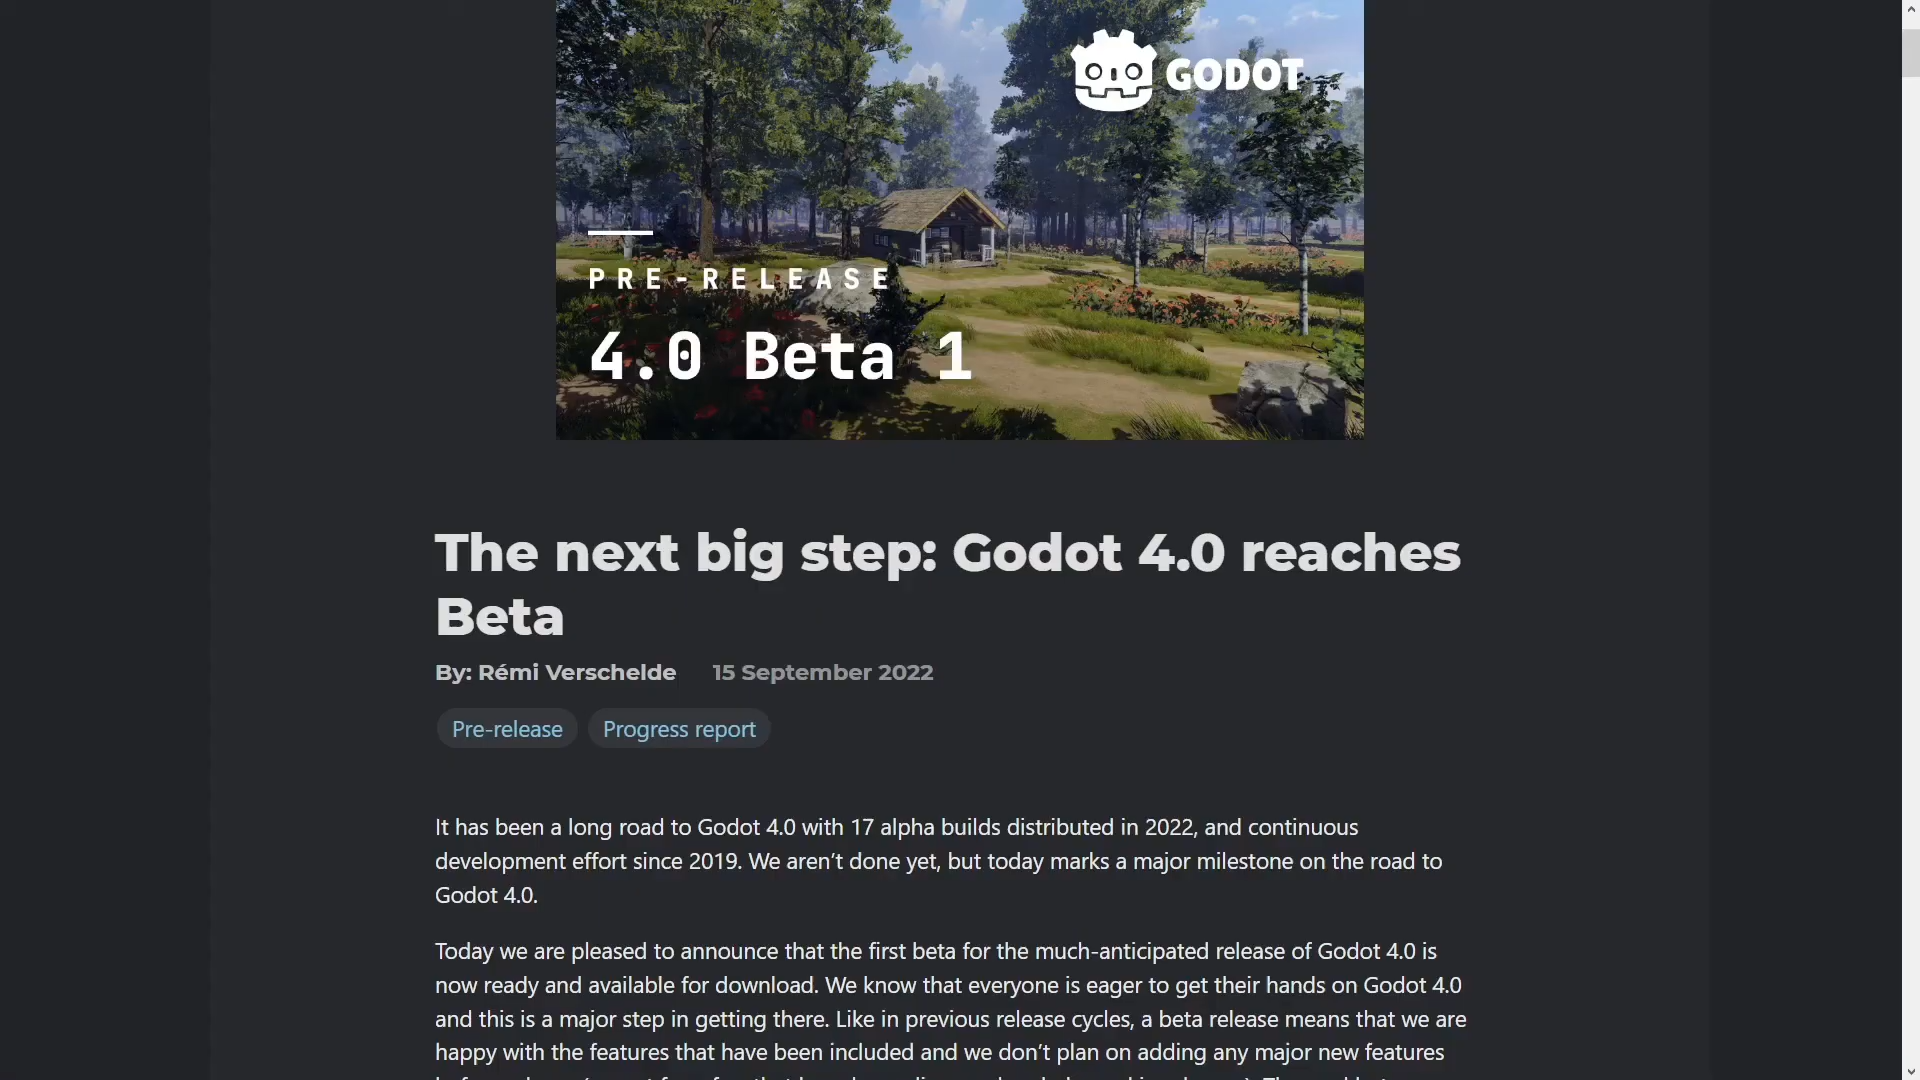 GODOT
PRE-RELEASE
4.0 Beta 1
The next big step: Godot 4.0 reaches
Beta
By: Rémi Verschelde 15 September 2022
Pre-release Progress report
It has been a long road to Godot 4.0 with 17 alpha builds distributed in 2022, and continuous
development effort since 2019. We aren’t done yet, but today marks a major milestone on the road to
Godot 4.0.
Today we are pleased to announce that the first beta for the much-anticipated release of Godot 4.0 is
now ready and available for download. We know that everyone is eager to get their hands on Godot 4.0
and this is a major step in getting there. Like in previous release cycles, a beta release means that we are
happy with the features that have been included and we don’t plan on adding any major new features